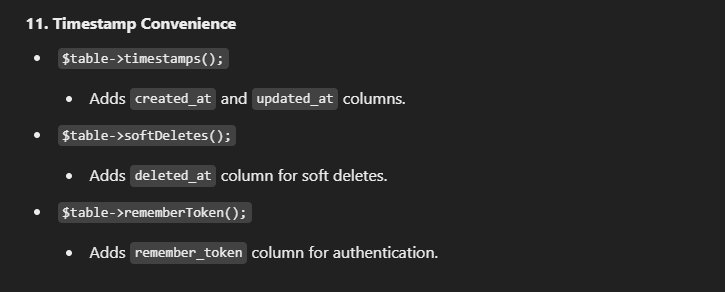 11. Timestamp Convenience
• $table->timestamps();
• Adds created_at and updated_at columns.
• $table->softDeletes();
• Adds deleted_at column for soft deletes.
• $table->rememberToken();
• Adds remember_token column for authentication.